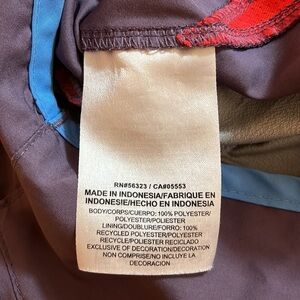 RN#56323 / CA#05553
MADE IN INDONESIA/FABRIQUE EN
INDONESIE/HECHO EN INDONESIA
BODY/CORPS/CUERPO: 100% POLYESTER/
POLYESTER/POLIESTER
LINING/DOUBLURE/FORRO: 100%
RECYCLED POLYESTER/POLYESTER
RECYCLE/POLIESTER RECICLADO
EXCLUSIVE OF DECORATION/DECORATION
NON COMPRISE/NO INCLUYE LA
DECORACION